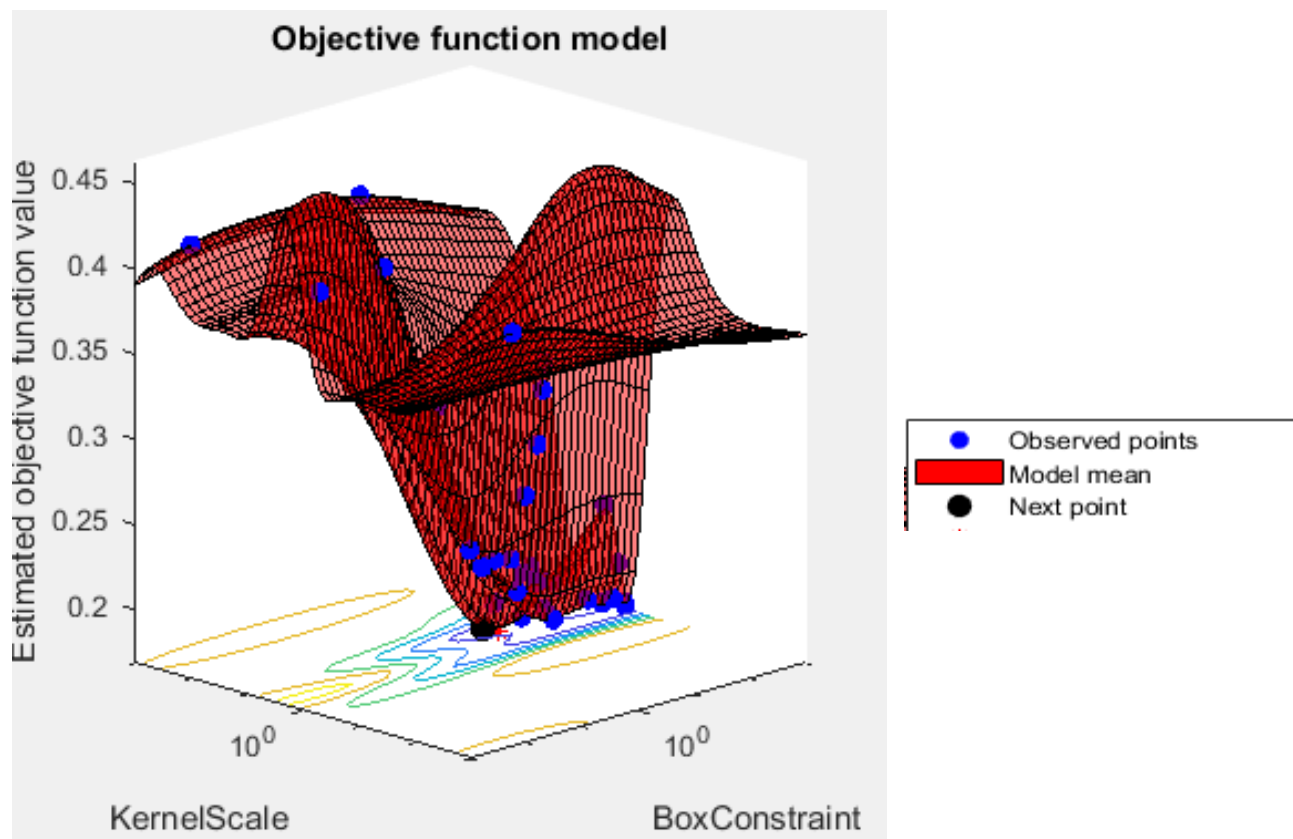 Objective function model
Estimated objective function value
0.45
0.4
0.35
0.3
0.25
0.2
10^0
10^0
KernelScale
BoxConstraint
Observed points
Model mean
Next point